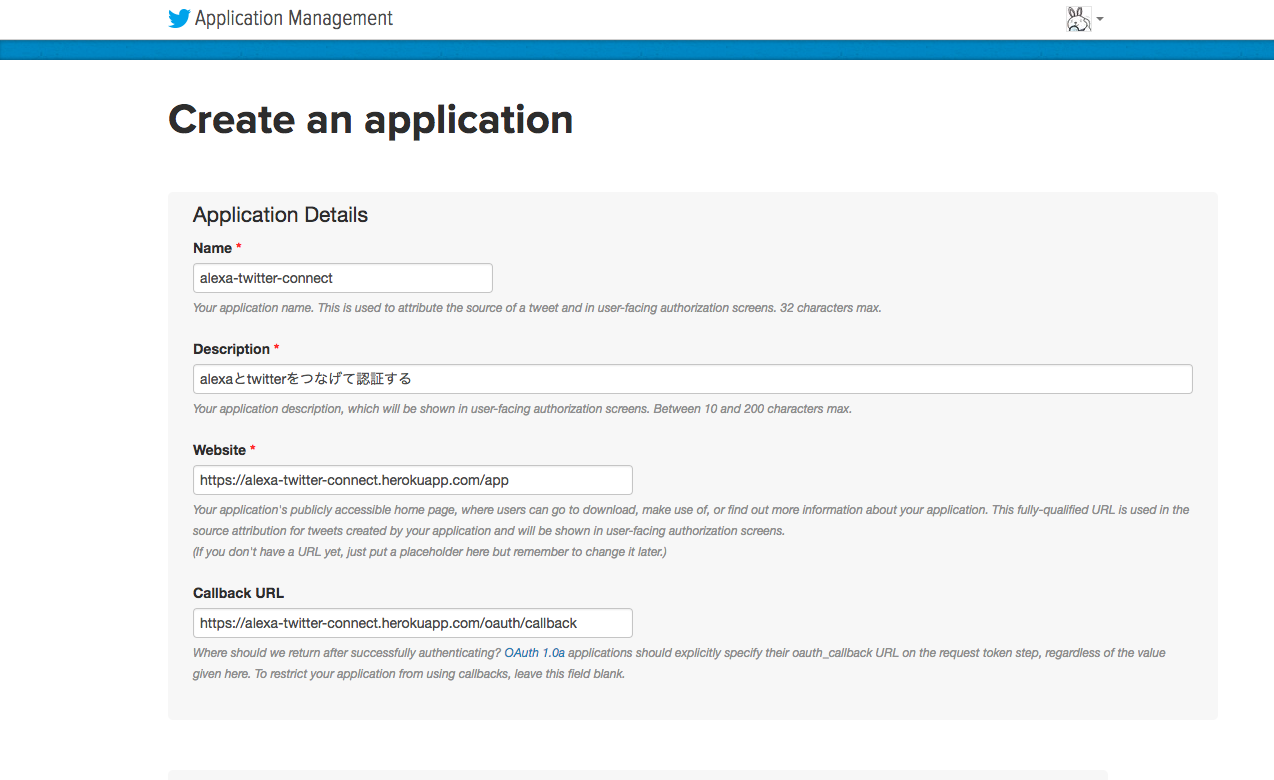 Application Management
Create an application
Application Details
Name *
alexa-twitter-connect
Your application name. This is used to attribute the source of a tweet and in user-facing authorization screens. 32 characters max.
Description *
alexaとtwitterをつなげて認証する
Your application description, which will be shown in user-facing authorization screens. Between 10 and 200 characters max.
Website *
https://alexa-twitter-connect.herokuapp.com/app
Your application's publicly accessible home page, where users can go to download, make use of, or find out more information about your application. This fully-qualified URL is used in the
source attribution for tweets created by your application and will be shown in user-facing authorization screens.
(If you don't have a URL yet, just put a placeholder here but remember to change it later.)
Callback URL
https://alexa-twitter-connect.herokuapp.com/oauth/callback
Where should we return after successfully authenticating? OAuth 1.0a applications should explicitly specify their oauth_callback URL on the request token step, regardless of the value
given here. To restrict your application from using callbacks, leave this field blank.